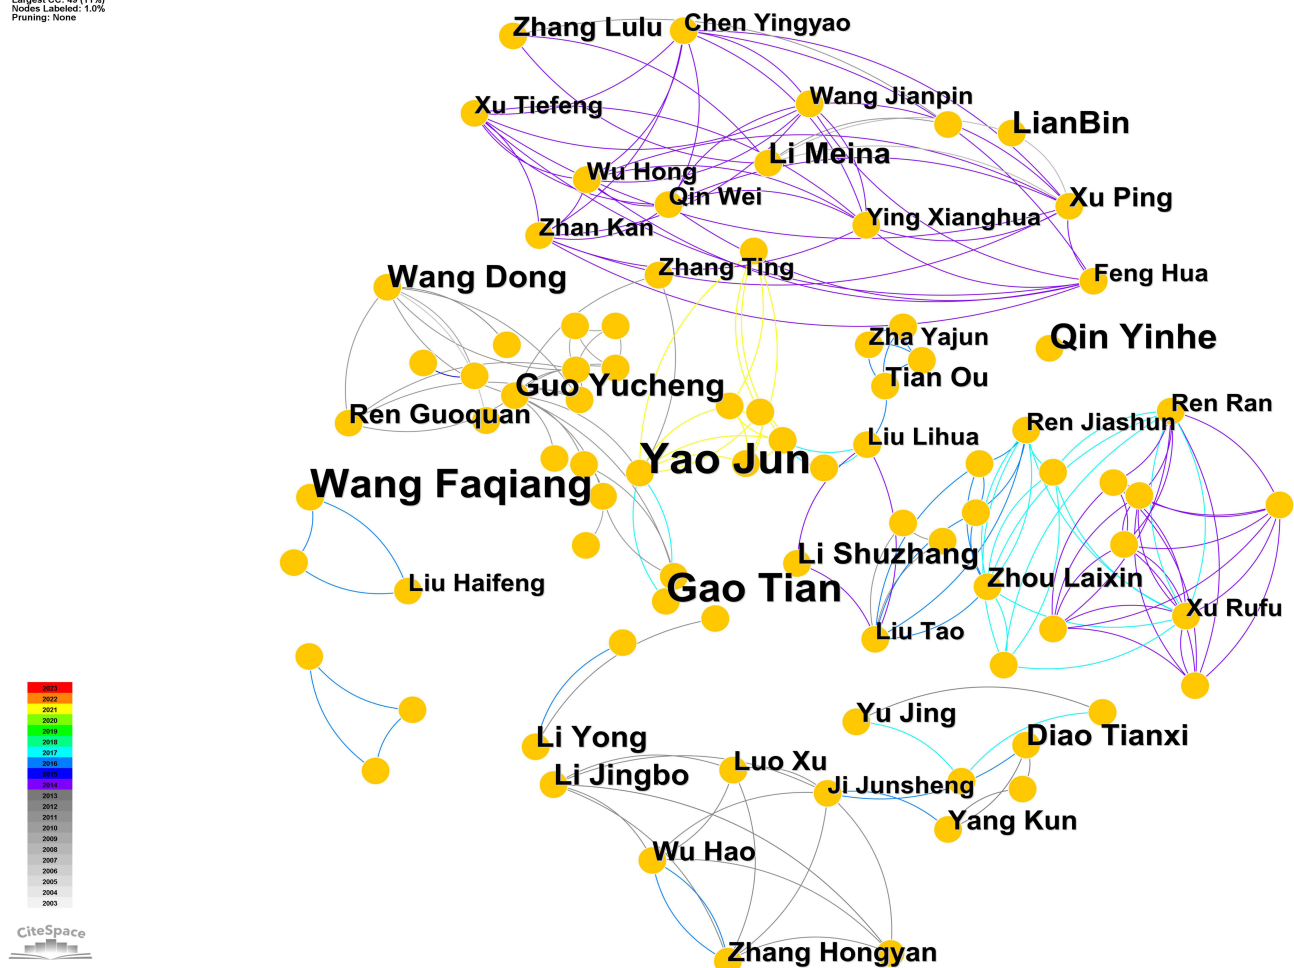 Largest CC: 49 (11%)
Nodes Labeled: 1.0%
Pruning: None
Zhang Lulu
Chen Yingyao
Wang Jianpin
Xu Tiefeng
LianBin
Li Meina
Wu Hong
Qin Wei
Xu Ping
Ying Xianghua
Zhan Kan
Zhang Ting
Feng Hua
Wang Dong
Zha Yajun
Qin Yinhe
Tian Ou
Guo Yucheng
Ren Guoquan
Ren Ran
Ren Jiashun
Liu Lihua
Yao Jun
Wang Faqiang
Li Shuzhang
Liu Haifeng
Gao Tian
Zhou Laixin
Xu Rufu
Liu Tao
Yu Jing
Li Yong
Diao Tianxi
Luo Xu
Li Jingbo
Ji Junsheng
Yang Kun
Wu Hao
Zhang Hongyan
2023
2022
2021
2020
2019
2018
2017
2016
2015
2014
2013
2012
2011
2010
2009
2008
2007
2006
2005
2004
2003
CiteSpace